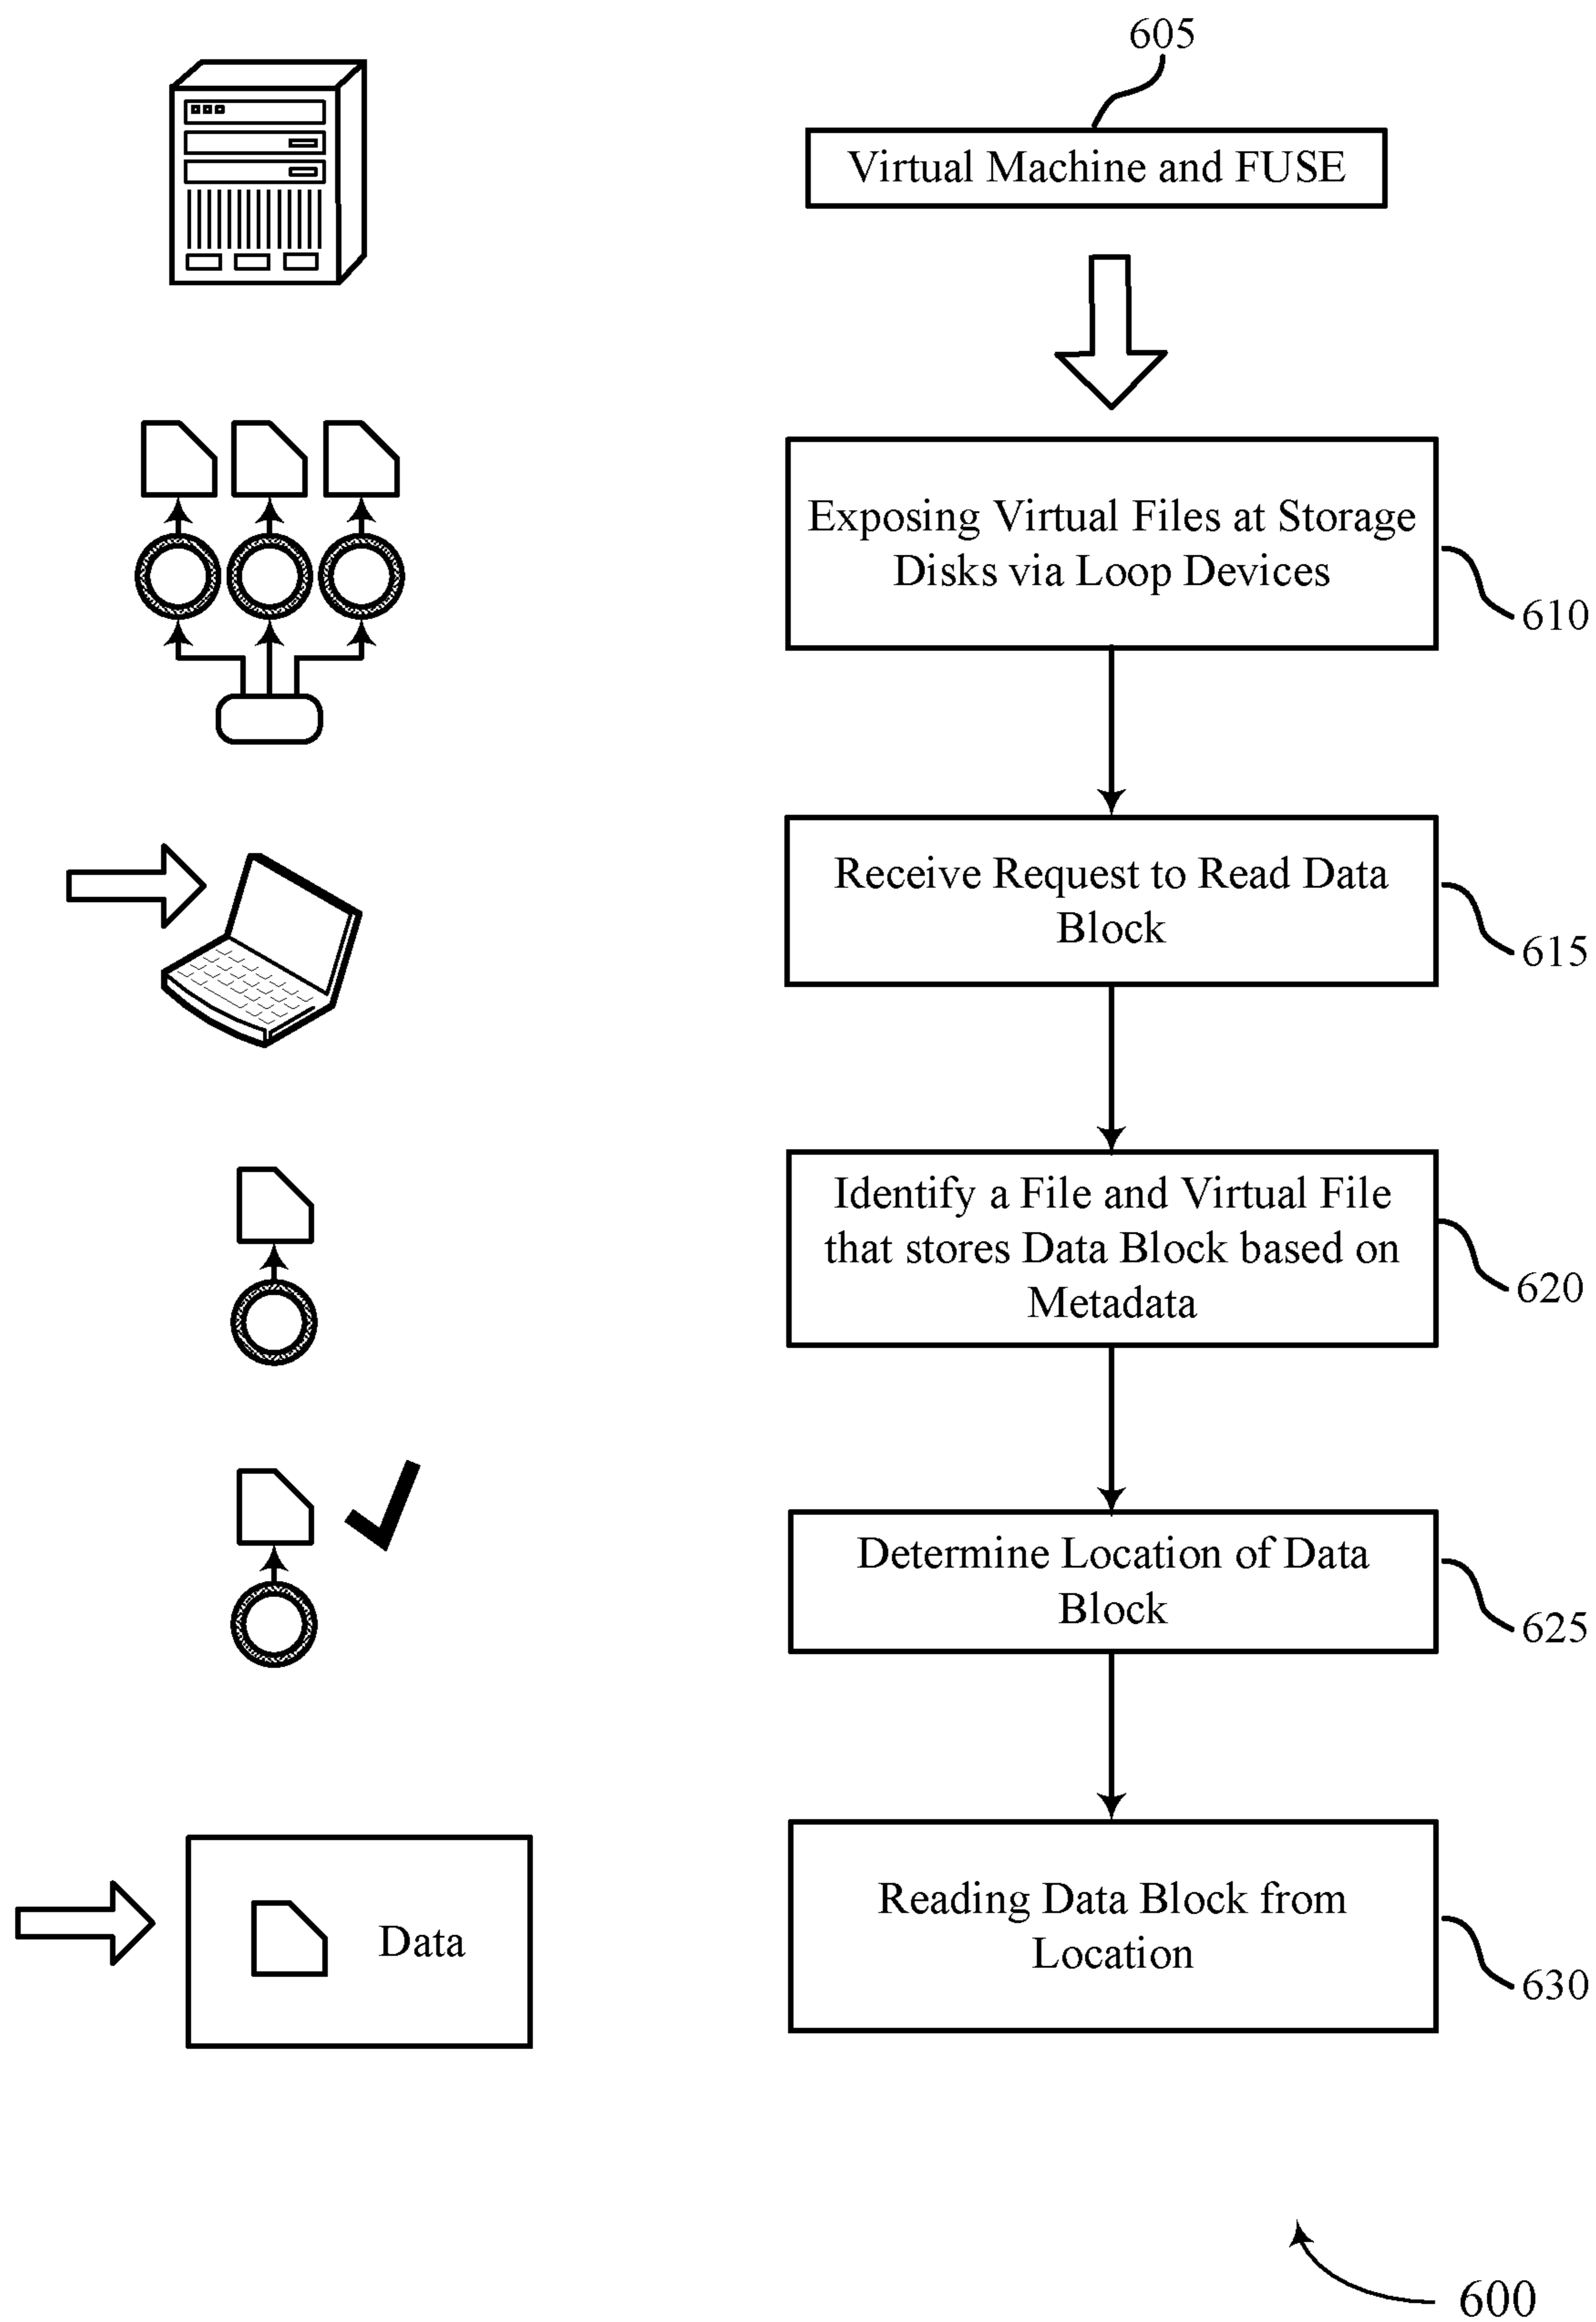 605
Virtual Machine and FUSE
Exposing Virtual Files at Storage
Disks via Loop Devices
610
Receive Request to Read Data
Block
615
Identify a File and Virtual File
that stores Data Block based on
Metadata
620
Determine Location of Data
Block
625
Data
Reading Data Block from
Location
630
600